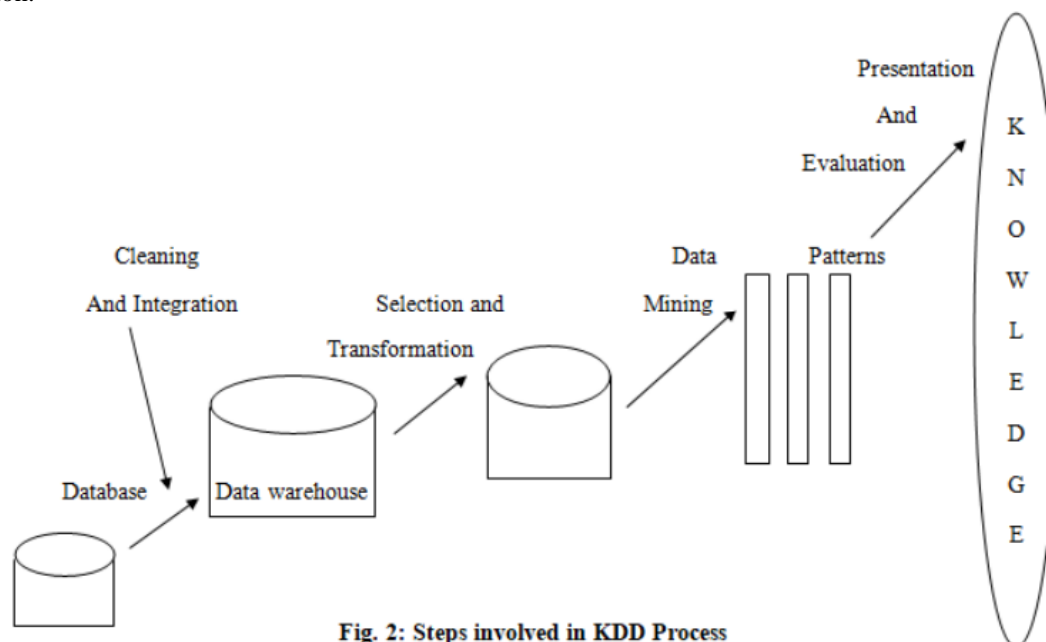 Presentation
And
Evaluation
Cleaning
And Integration
Selection and
Transformation
Data
Mining
Patterns
Database
Data warehouse
K
N
O
W
L
E
D
G
E
Fig. 2: Steps involved in KDD Process